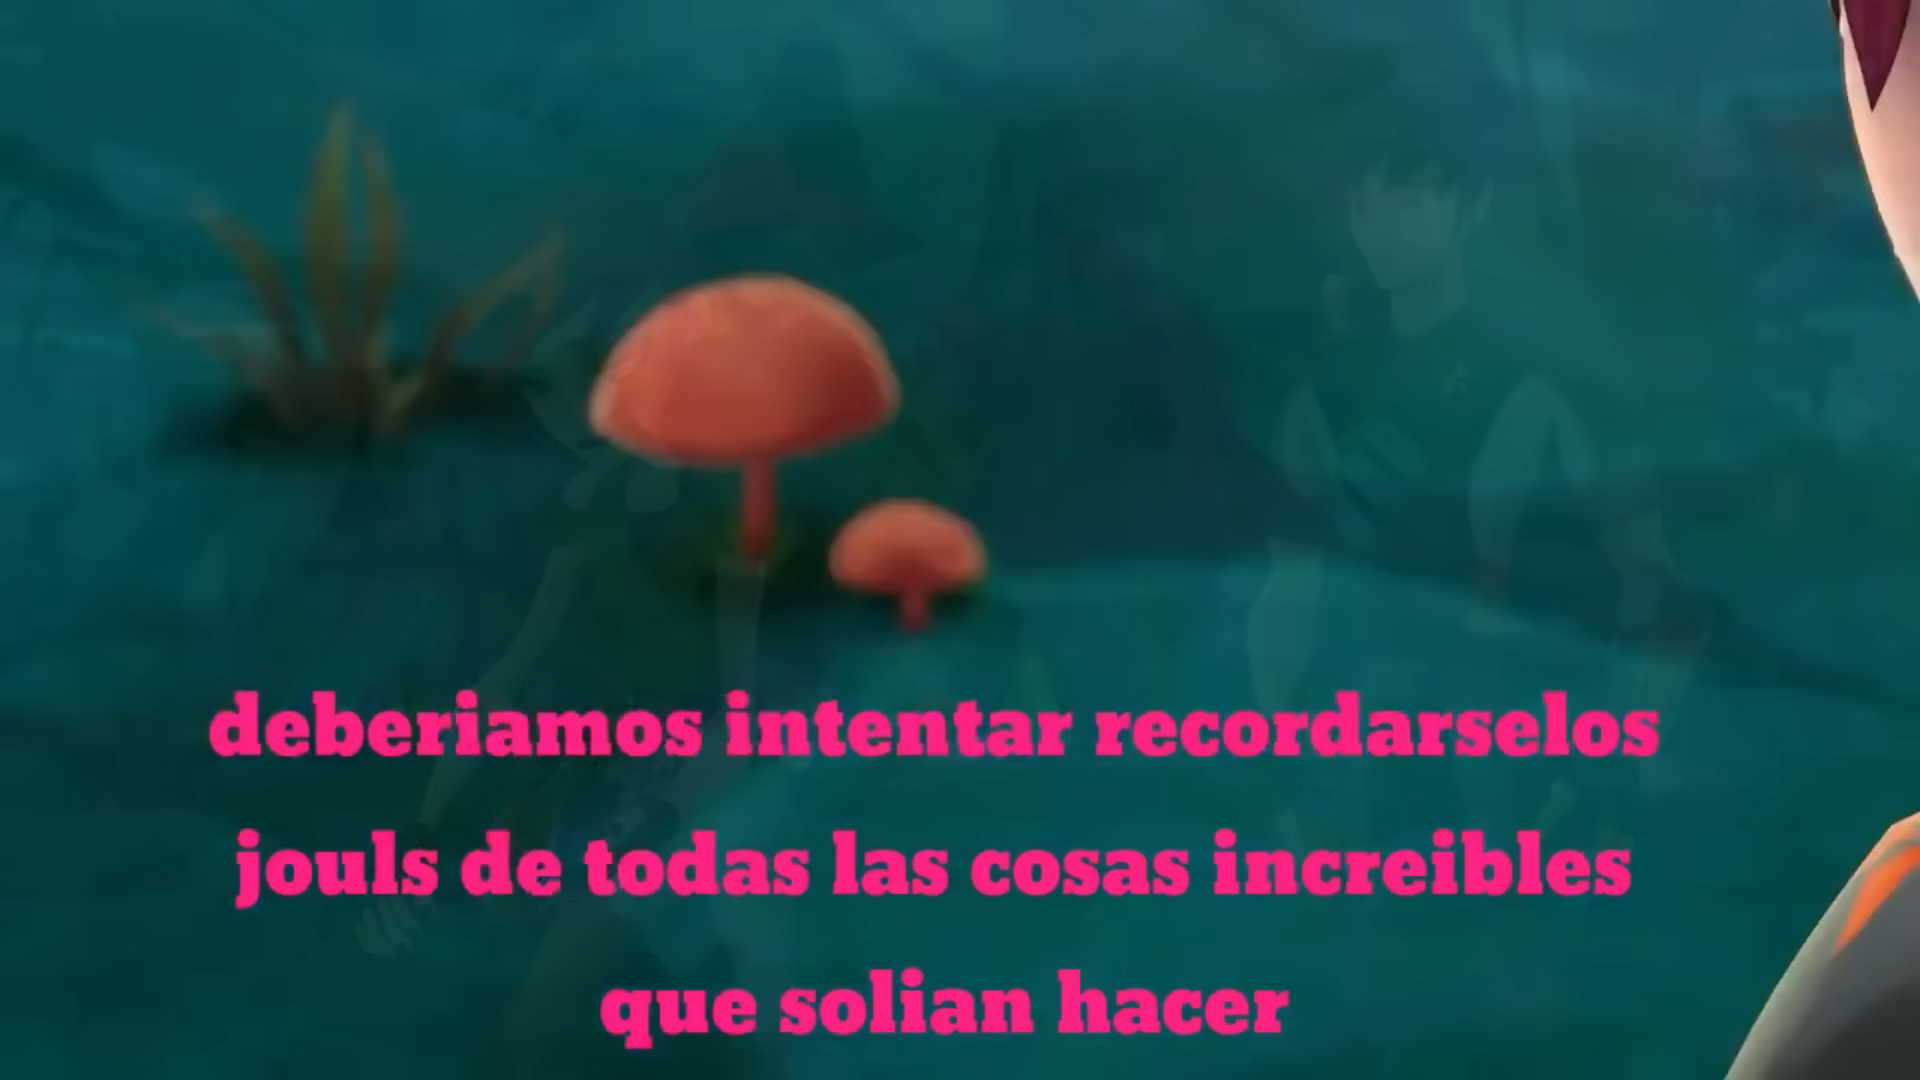 deberiamos intentar recordarselos
jouls de todas las cosas increibles
que solian hacer